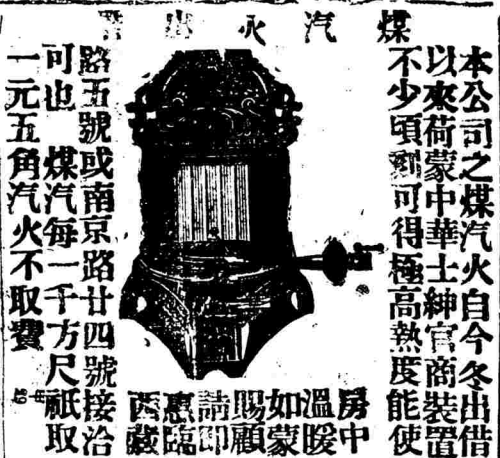 煤汽火出
本公司之煤汽火自今冬出借
以來荷蒙中華士紳官商裝置
不少頃刻可得極高熱度能使
房中
溫暖
如蒙
賜顧
請即
惠臨
西藏
路五號或南京路廿四號接洽
可也 煤汽每一千方尺祇取
一元五角汽火不取費